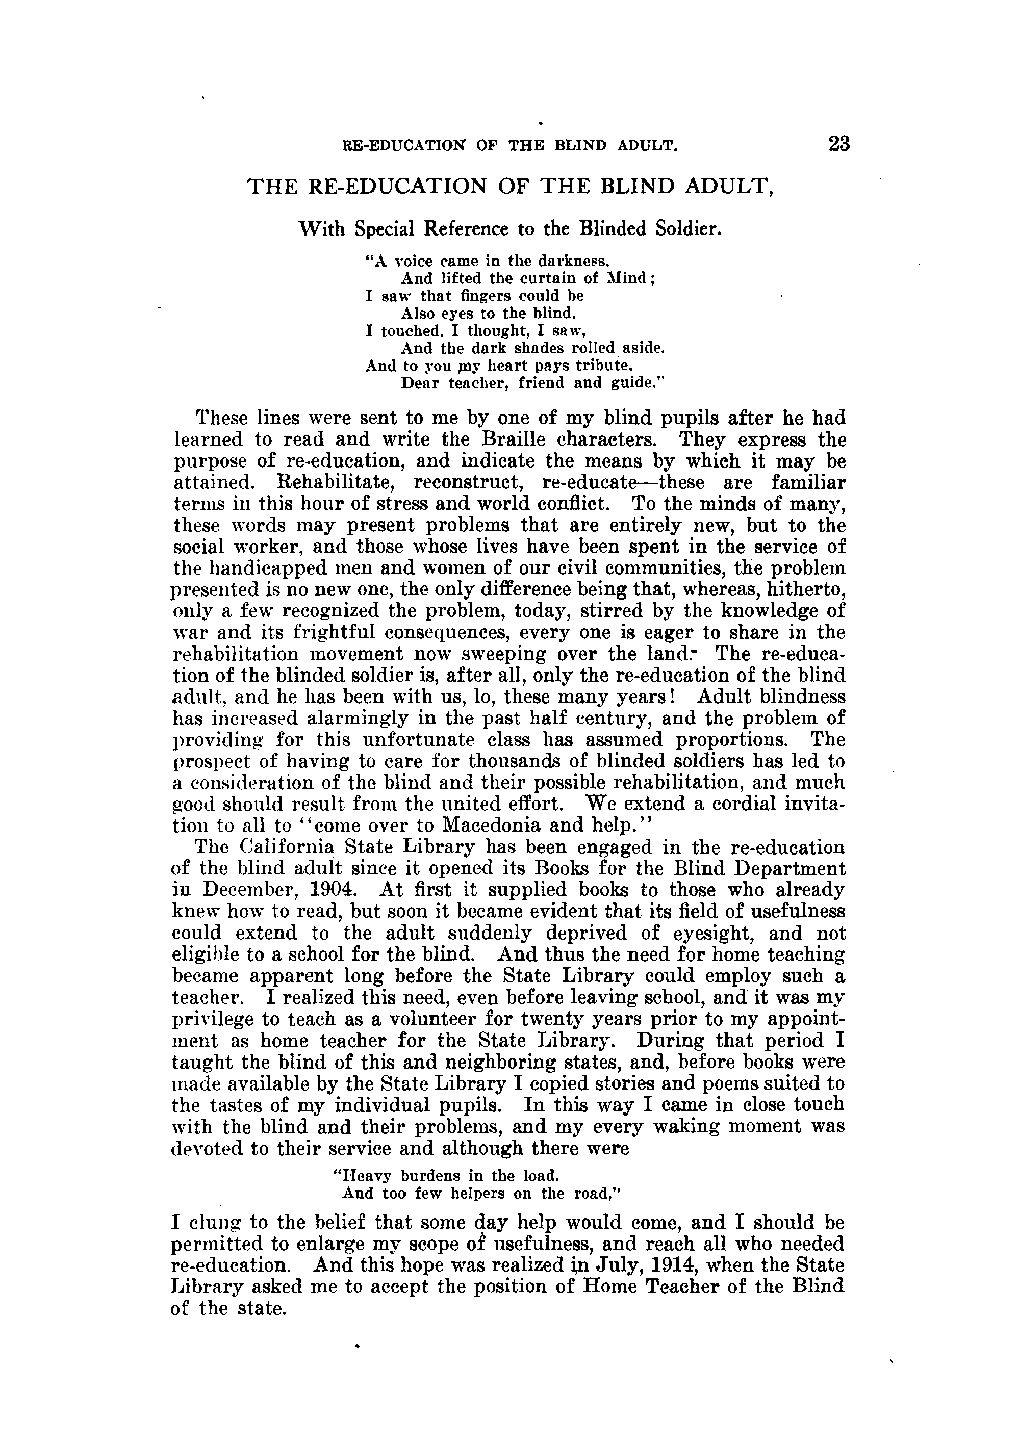 RE-EDUCATION OF THE BLIND ADULT. 23
THE RE-EDUCATION OF THE BLIND ADULT,
With Special Reference to the Blinded Soldier.
"A voice came in the darkness.
And lifted the curtain of Mind;
I saw that fingers could be
Also eyes to the blind.
I touched, I thought, I saw,
And the dark shades rolled aside.
And to you my heart pays tribute.
Dear teacher, friend and guide."
These lines were sent to me by one of my blind pupils after he had
learned to read and write the Braille characters. They express the
purpose of re-education, and indicate the means by which it may be
attained. Rehabilitate, reconstruct, re-educate—these are familiar
terms in this hour of stress and world conflict. To the minds of many,
these words may present problems that are entirely new, but to the
social worker, and those whose lives have been spent in the service of
the handicapped men and women of our civil communities, the problem
presented is no new one, the only difference being that, whereas, hitherto,
only a few recognized the problem, today, stirred by the knowledge of
war and its frightful consequences, every one is eager to share in the
rehabilitation movement now sweeping over the land. The re-educa-
tion of the blinded soldier is, after all, only the re-education of the blind
adult, and he has been with us, lo, these many years! Adult blindness
has increased alarmingly in the past half century, and the problem of
providing for this unfortunate class has assumed proportions. The
prospect of having to care for thousands of blinded soldiers has led to
a consideration of the blind and their possible rehabilitation, and much
good should result from the united effort. We extend a cordial invita-
tion to all to "come over to Macedonia and help."
The California State Library has been engaged in the re-education
of the blind adult since it opened its Books for the Blind Department
in December, 1904. At first it supplied books to those who already
knew how to read, but soon it became evident that its field of usefulness
could extend to the adult suddenly deprived of eyesight, and not
eligible to a school for the blind. And thus the need for home teaching
became apparent long before the State Library could employ such a
teacher. I realized this need, even before leaving school, and it was my
privilege to teach as a volunteer for twenty years prior to my appoint-
ment as home teacher for the State Library. During that period I
taught the blind of this and neighboring states, and, before books were
made available by the State Library I copied stories and poems suited to
the tastes of my individual pupils. In this way I came in close touch
with the blind and their problems, and my every waking moment was
devoted to their service and although there were
"Heavy burdens in the load.
And too few helpers on the road,"
I clung to the belief that some day help would come, and I should be
permitted to enlarge my scope of usefulness, and reach all who needed
re-education. And this hope was realized in July, 1914, when the State
Library asked me to accept the position of Home Teacher of the Blind
of the state.